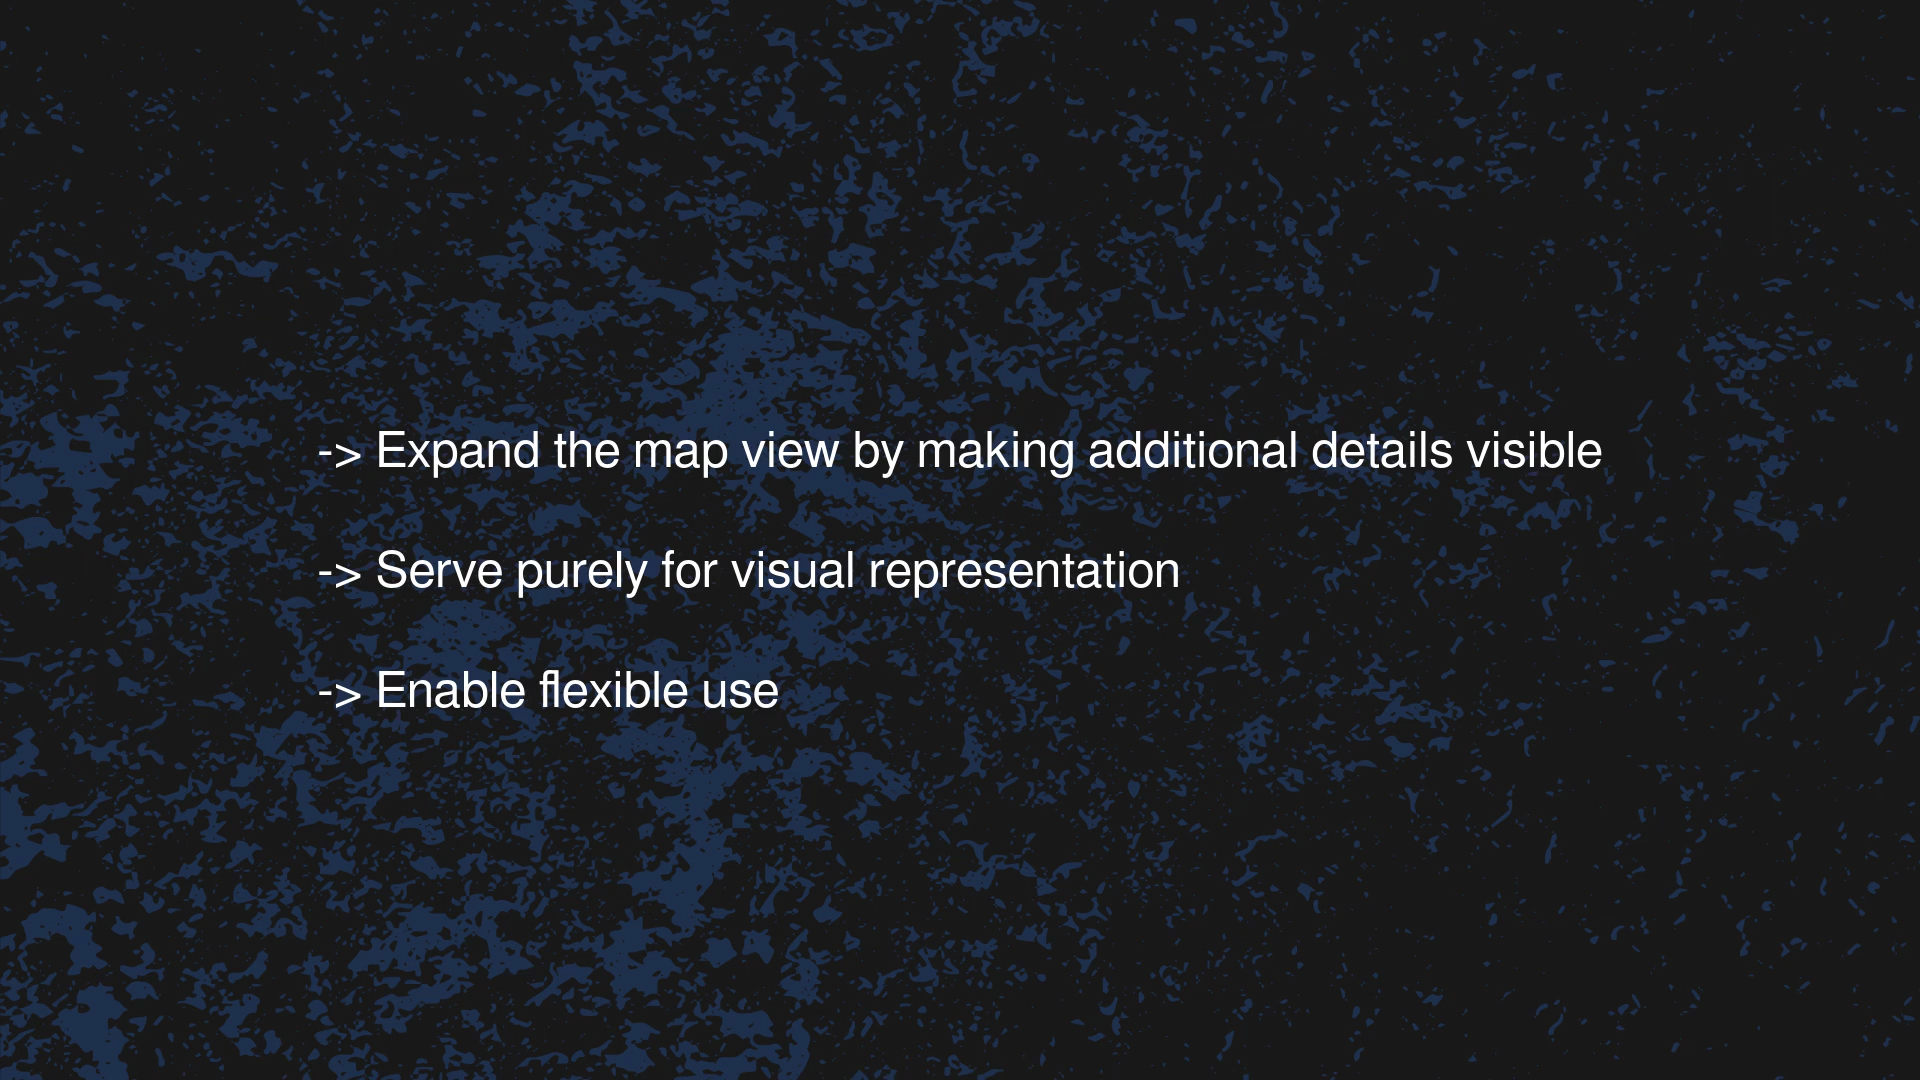 -> Expand the map view by making additional details visible
-> Serve purely for visual representation
-> Enable flexible use